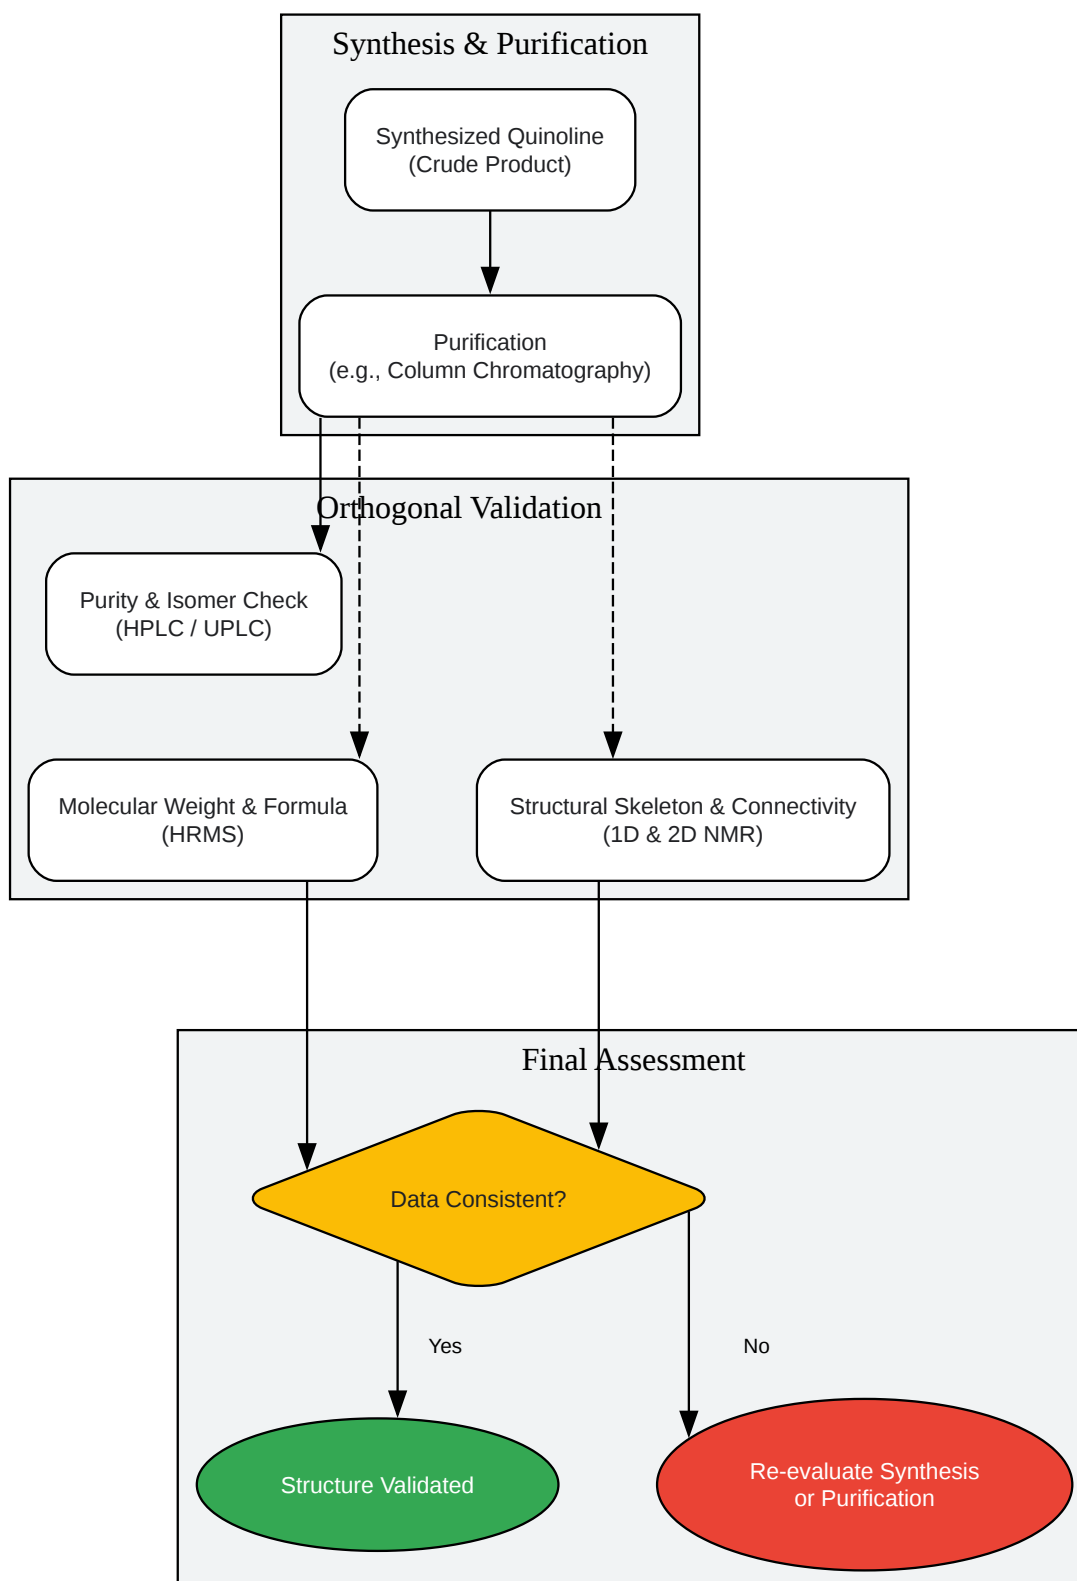 Synthesis & Purification
Synthesized Quinoline
(Crude Product)
Purification
(e.g., Column Chromatography)
Orthogonal Validation
Purity & Isomer Check
(HPLC / UPLC)
Molecular Weight & Formula
(HRMS)
Structural Skeleton & Connectivity
(1D & 2D NMR)
Final Assessment
Data Consistent?
Yes
No
Structure Validated
Re-evaluate Synthesis
or Purification